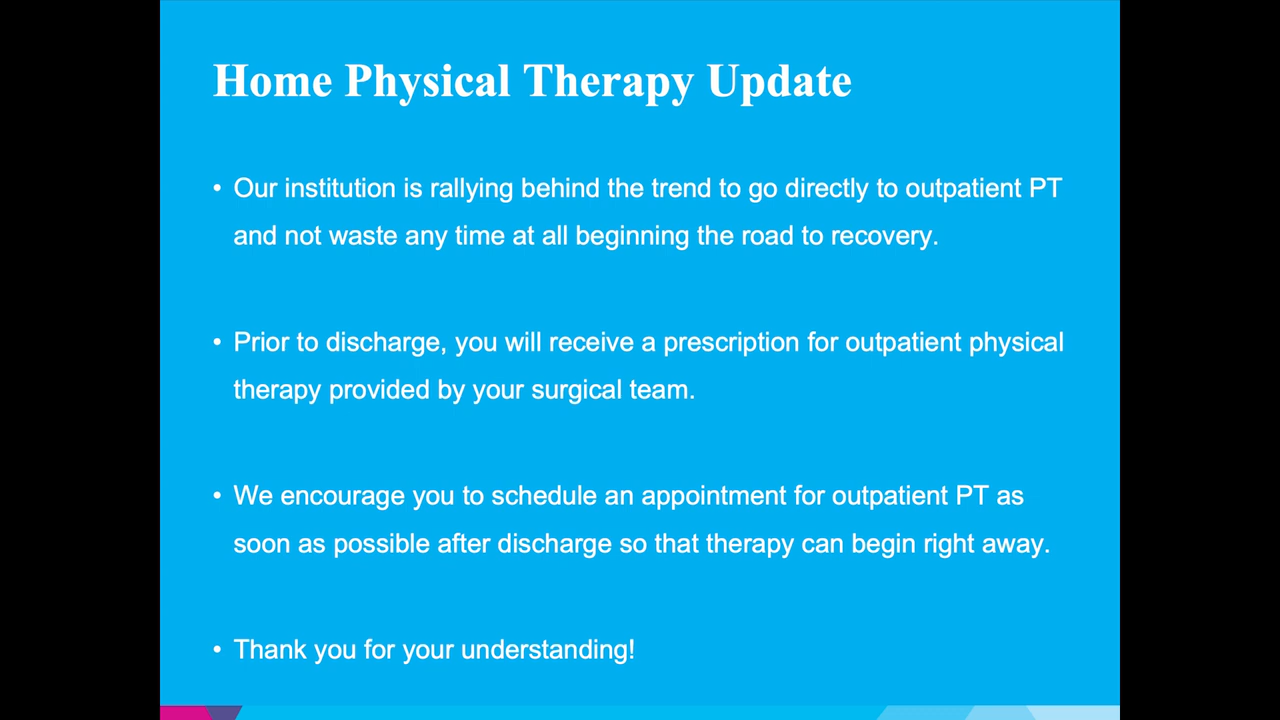 Home Physical Therapy Update
• Our institution is rallying behind the trend to go directly to outpatient PT
and not waste any time at all beginning the road to recovery.
• Prior to discharge, you will receive a prescription for outpatient physical
therapy provided by your surgical team.
• We encourage you to schedule an appointment for outpatient PT as
soon as possible after discharge so that therapy can begin right away.
• Thank you for your understanding!